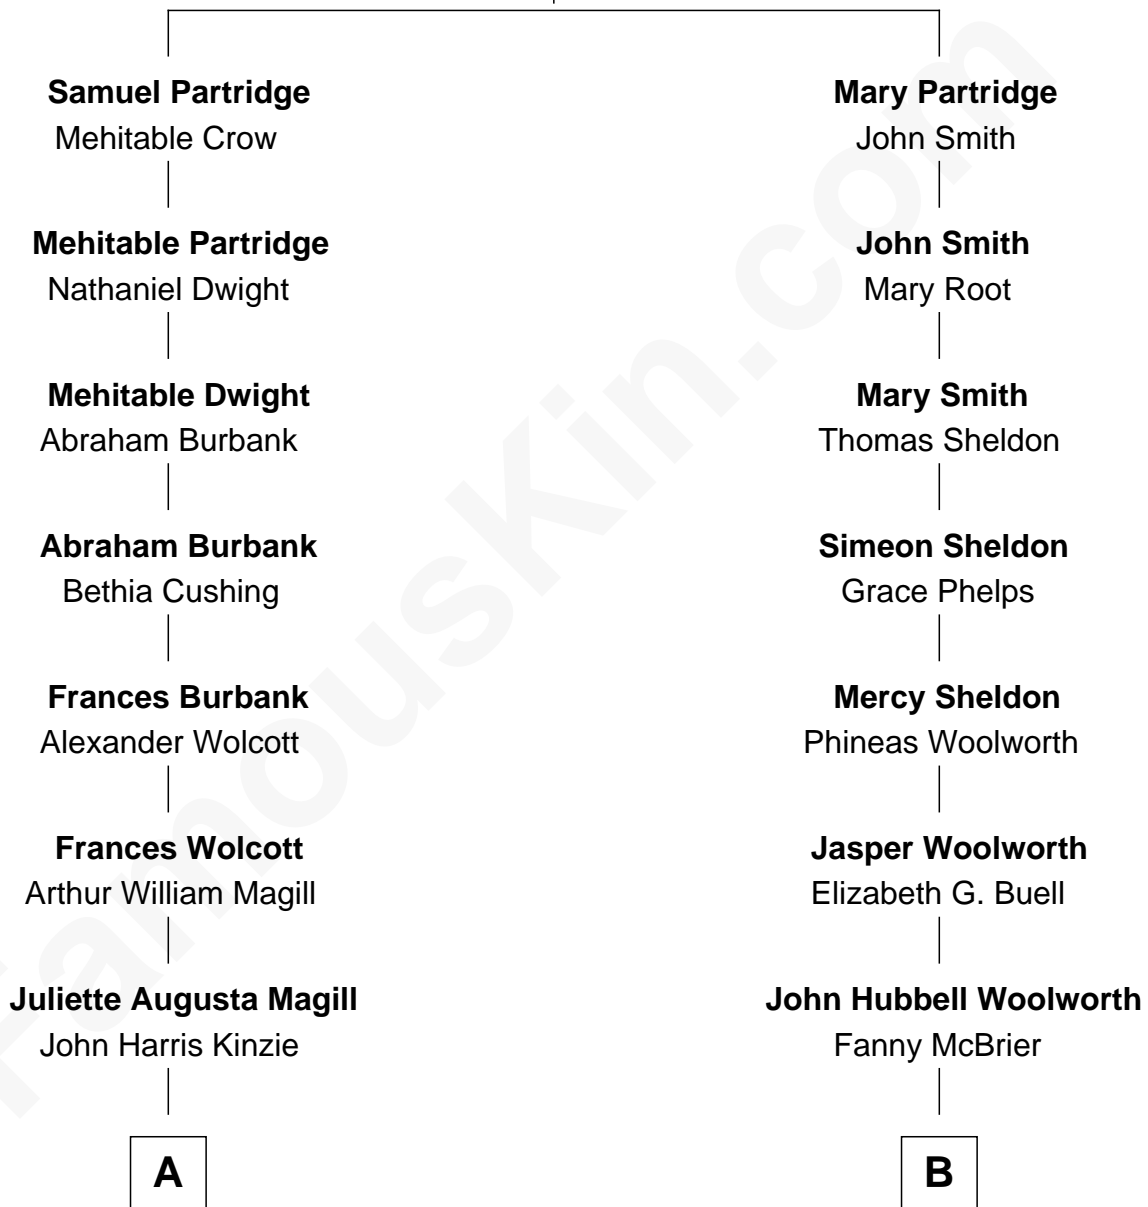 Samuel Partridge
Mehitable Crow
Mehitable Partridge
Nathaniel Dwight
Mehitable Dwight
Abraham Burbank
Abraham Burbank
Bethia Cushing
Frances Burbank
Alexander Wolcott
Frances Wolcott
Arthur William Magill
Juliette Augusta Magill
John Harris Kinzie
A
Mary Partridge
John Smith
John Smith
Mary Root
Mary Smith
Thomas Sheldon
Simeon Sheldon
Grace Phelps
Mercy Sheldon
Phineas Woolworth
Jasper Woolworth
Elizabeth G. Buell
John Hubbell Woolworth
Fanny McBrier
B
FamousKin.com